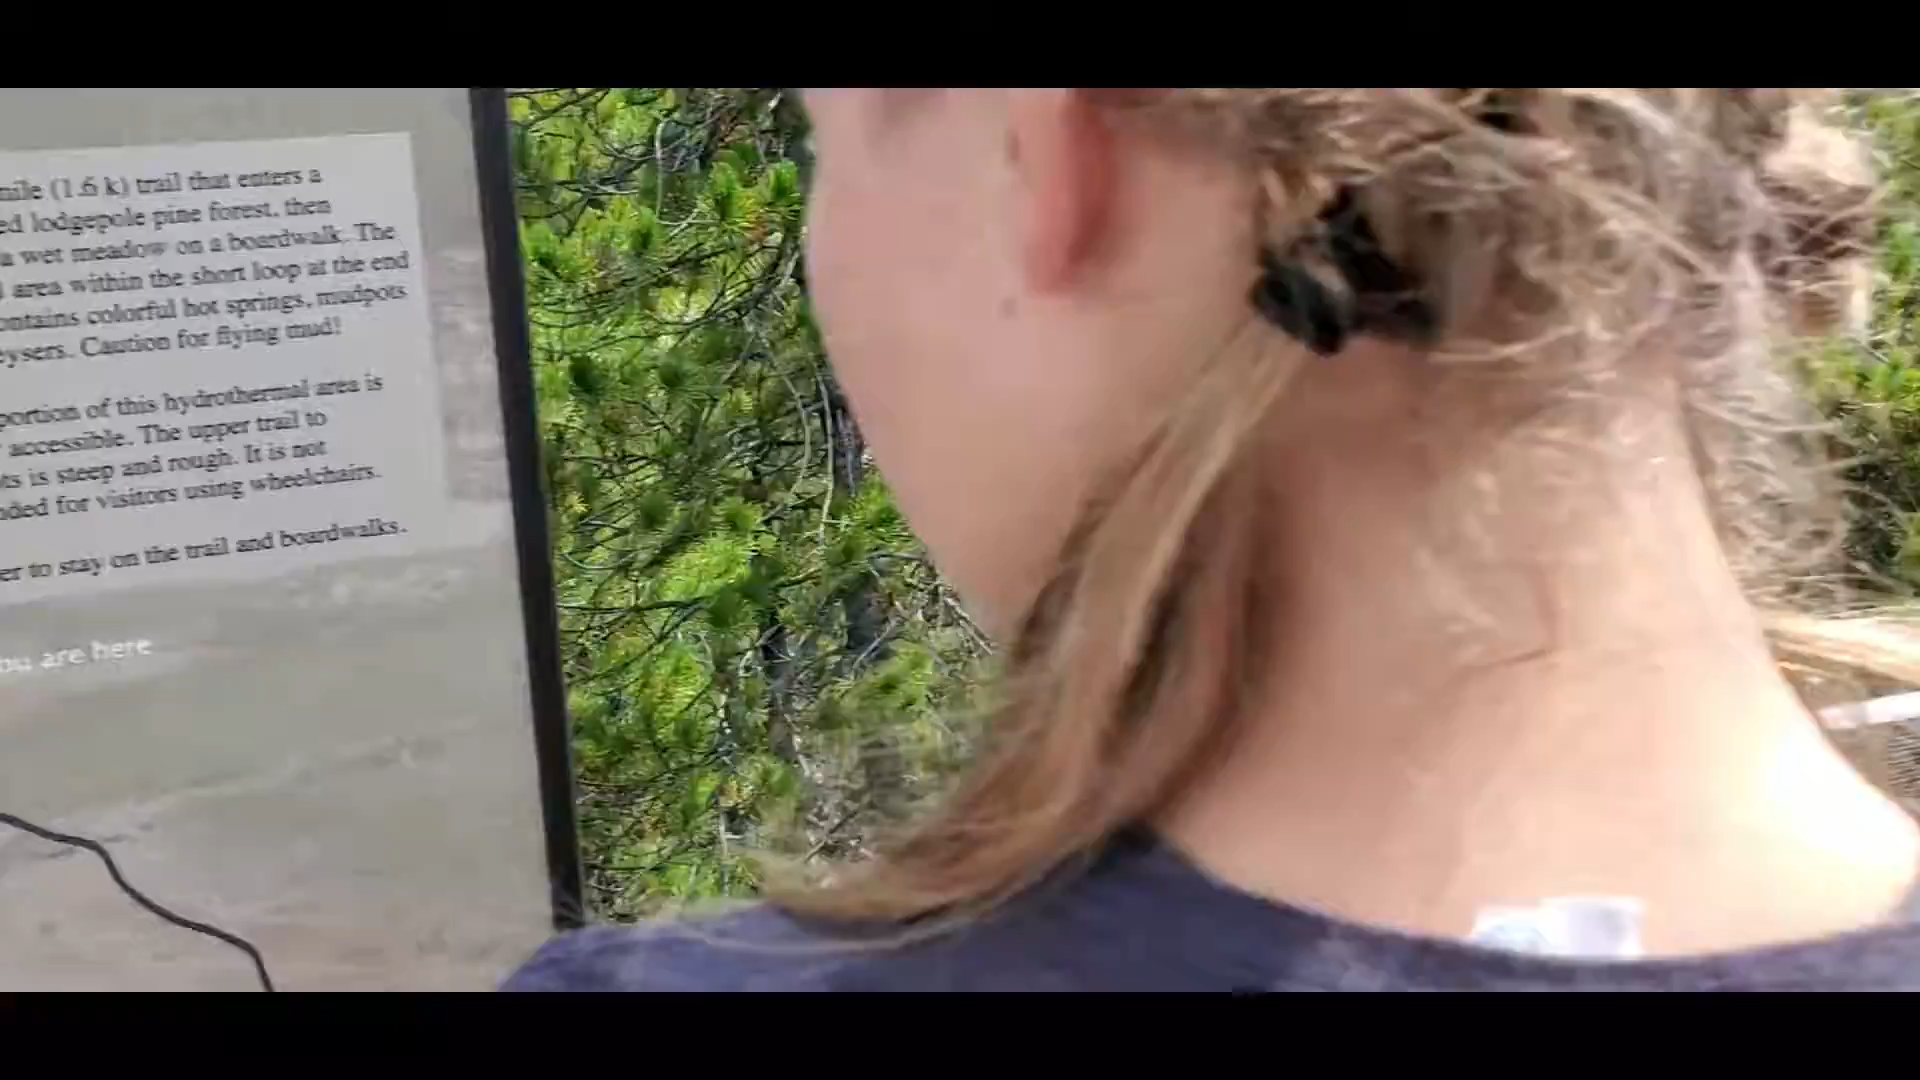 mile (1.6 k) trail that enters a
ed lodgepole pine forest, then
a wet meadow on a boardwalk. The
l area within the short loop at the end
ontains colorful hot springs, mudpots
eysers. Caution for flying mud!
portion of this hydrothermal area is
accessible. The upper trail to
ts is steep and rough. It is not
nded for visitors using wheelchairs.
er to stay on the trail and boardwalks.
ou are here